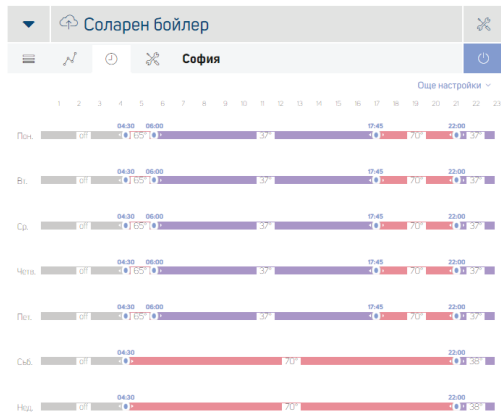 Соларен бойлер
София
Още настройки
1 2 3 4 5 6 7 8 9 10 11 12 13 14 15 16 17 18 19 20 21 22 23
04:30 06:00 17:45 22:00
Пон. off 65° 37° 70° 37°
04:30 06:00 17:45 22:00
Вт. off 65° 37° 70° 37°
04:30 06:00 17:45 22:00
Ср. off 65° 37° 70° 37°
04:30 06:00 17:45 22:00
Четв. off 65° 37° 70° 37°
04:30 06:00 17:45 22:00
Пет. off 65° 37° 70° 37°
04:30 22:00
Съб. off 70° 38°
04:30 22:00
Нед. off 70° 38°